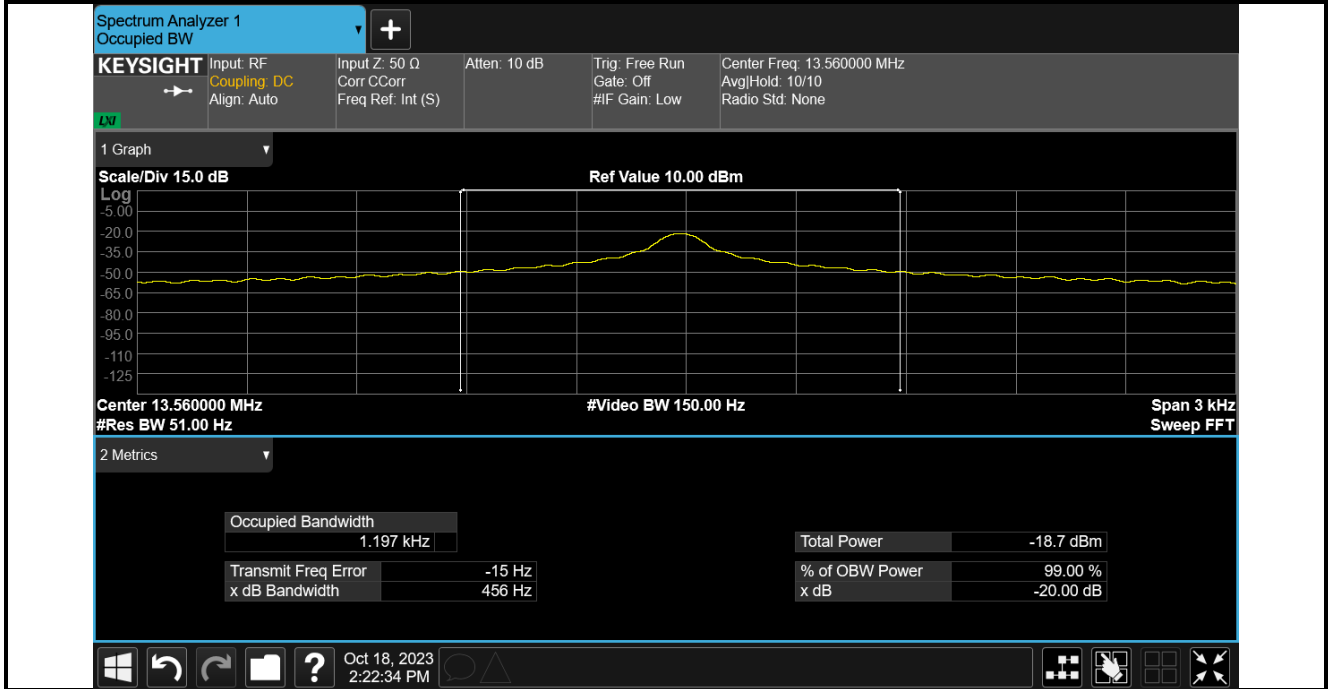 Spectrum Analyzer 1
Occupied BW
+
KEYSIGHT
LXI
Input: RF
Coupling: DC
Align: Auto
Input Z: 50 Ω
Corr CCorr
Freq Ref: Int (S)
Atten: 10 dB
Trig: Free Run
Gate: Off
#IF Gain: Low
Center Freq: 13.560000 MHz
Avg|Hold: 10/10
Radio Std: None
1 Graph
Scale/Div 15.0 dB
Ref Value 10.00 dBm
Log
-5.00
-20.0
-35.0
-50.0
-65.0
-80.0
-95.0
-110
-125
Center 13.560000 MHz
#Video BW 150.00 Hz
Span 3 kHz
#Res BW 51.00 Hz
Sweep FFT
2 Metrics
Occupied Bandwidth
1.197 kHz
Total Power -18.7 dBm
Transmit Freq Error -15 Hz
% of OBW Power 99.00 %
x dB Bandwidth 456 Hz
x dB -20.00 dB
?
Oct 18, 2023
2:22:34 PM